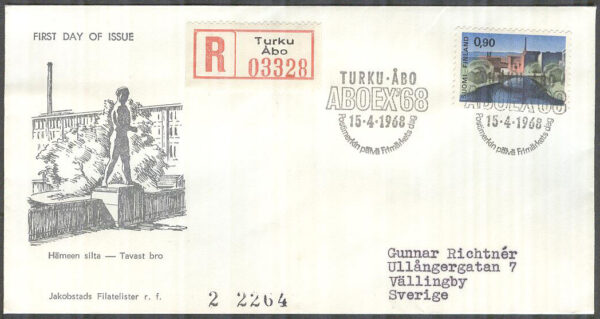 FIRST DAY OF ISSUE
R
Turku
Åbo
03328
0,90
SUOMI-FINLAND
TURKU-ÅBO
ABOEX'68
15-4-1968
Postimerkin päivä Frimärkets dag
ABOEX'68
15-4-1968
Postimerkin päivä Frimärkets dag
Hämeen silta — Tavast bro
Jakobstads Filatelister r. f.
2 2264
Gunnar Richtnér
Ullångergatan 7
Vällingby
Sverige